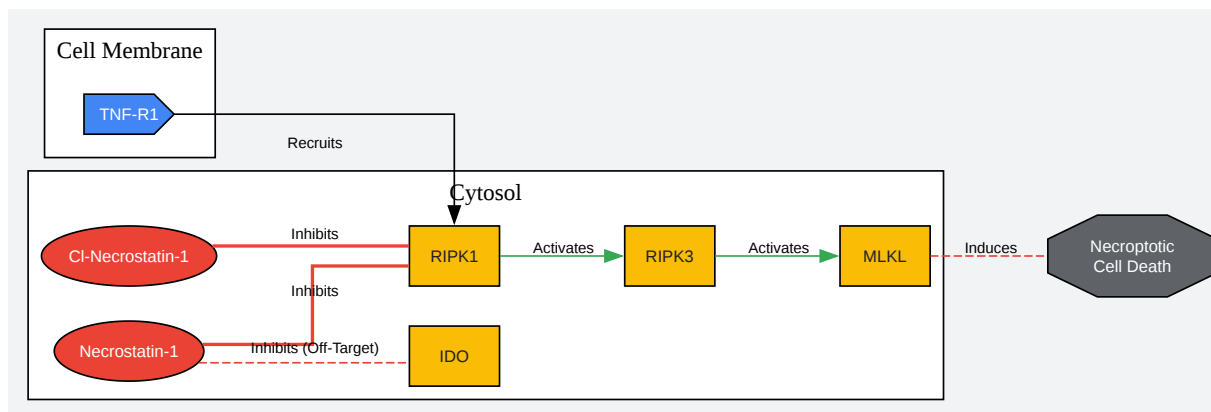 Cell Membrane
TNF-R1
Recruits
Cytosol
Cl-Necrostatin-1
Inhibits
RIPK1
Activates
RIPK3
Activates
MLKL
Induces
Necroptotic
Cell Death
Inhibits
Necrostatin-1
Inhibits (Off-Target)
IDO